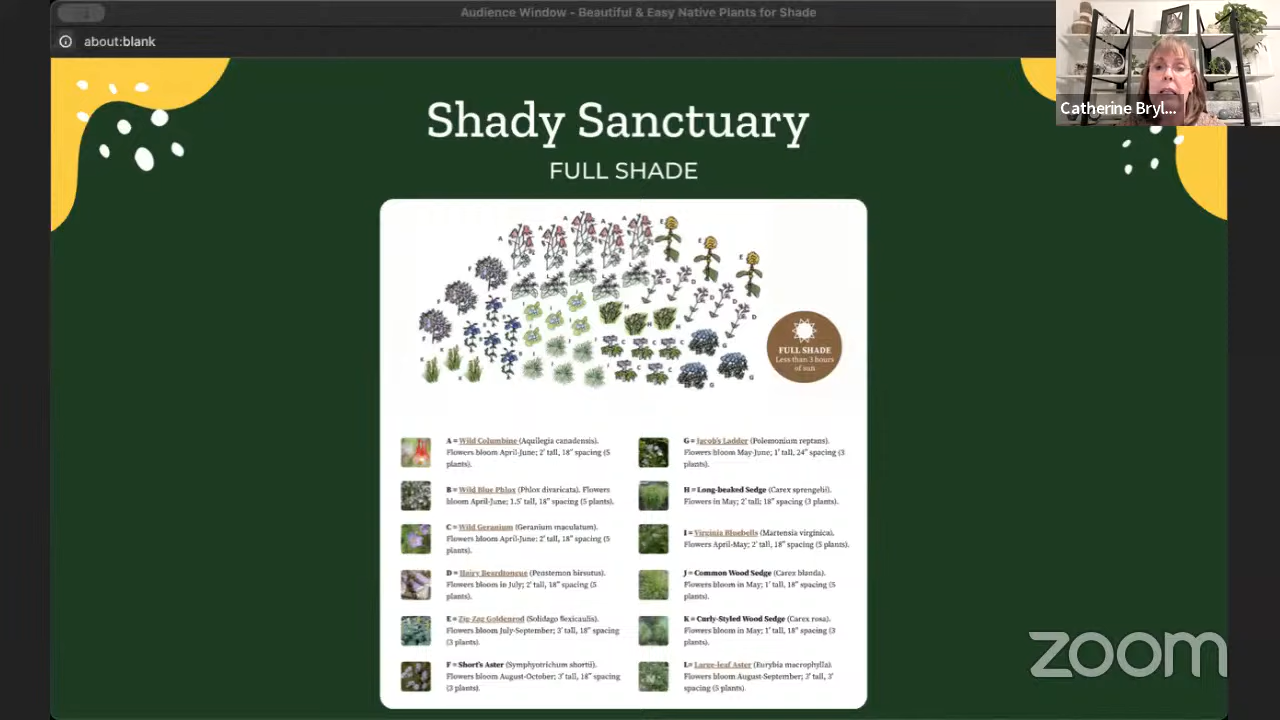 Audience Window - Beautiful & Easy Native Plants for Shade
about:blank
Catherine Bryl...
Shady Sanctuary
FULL SHADE
FULL SHADE
Less than 3 hours
of sun
A = Wild Columbine (Aquilegia canadensis).
Flowers bloom April-June; 2' tall, 18" spacing (5
plants).
B = Wild Blue Phlox (Phlox divaricata). Flowers
bloom April-June; 1.5' tall, 18" spacing (5 plants).
C = Wild Geranium (Geranium maculatum).
Flowers bloom April-June; 2' tall, 18" spacing (5
plants).
D = Hairy Beardtongue (Penstemon hirsutus).
Flowers bloom in July; 2' tall, 18" spacing (5
plants).
E = Zig-Zag Goldenrod (Solidago flexicaulis).
Flowers bloom July-September; 3' tall, 18" spacing
(3 plants).
F = Short's Aster (Symphyotrichum shortii).
Flowers bloom August-October; 3' tall, 18" spacing
(3 plants).
G = Jacob's Ladder (Polemonium reptans).
Flowers bloom May-June; 1' tall, 24" spacing (3
plants).
H = Long-beaked Sedge (Carex sprengelii).
Flowers in May; 2' tall; 18" spacing (3 plants).
I = Virginia Bluebells (Martensia virginica).
Flowers April-May; 2' tall, 18" spacing (5 plants).
J = Common Wood Sedge (Carex blanda).
Flowers bloom in May; 1' tall, 18" spacing (5
plants).
K = Curly-Styled Wood Sedge (Carex rosa).
Flowers bloom in May; 1' tall, 18" spacing (3
plants).
L= Large-leaf Aster (Eurybia macrophylla).
Flowers bloom August-September; 3' tall, 3'
spacing (5 plants).
zoom